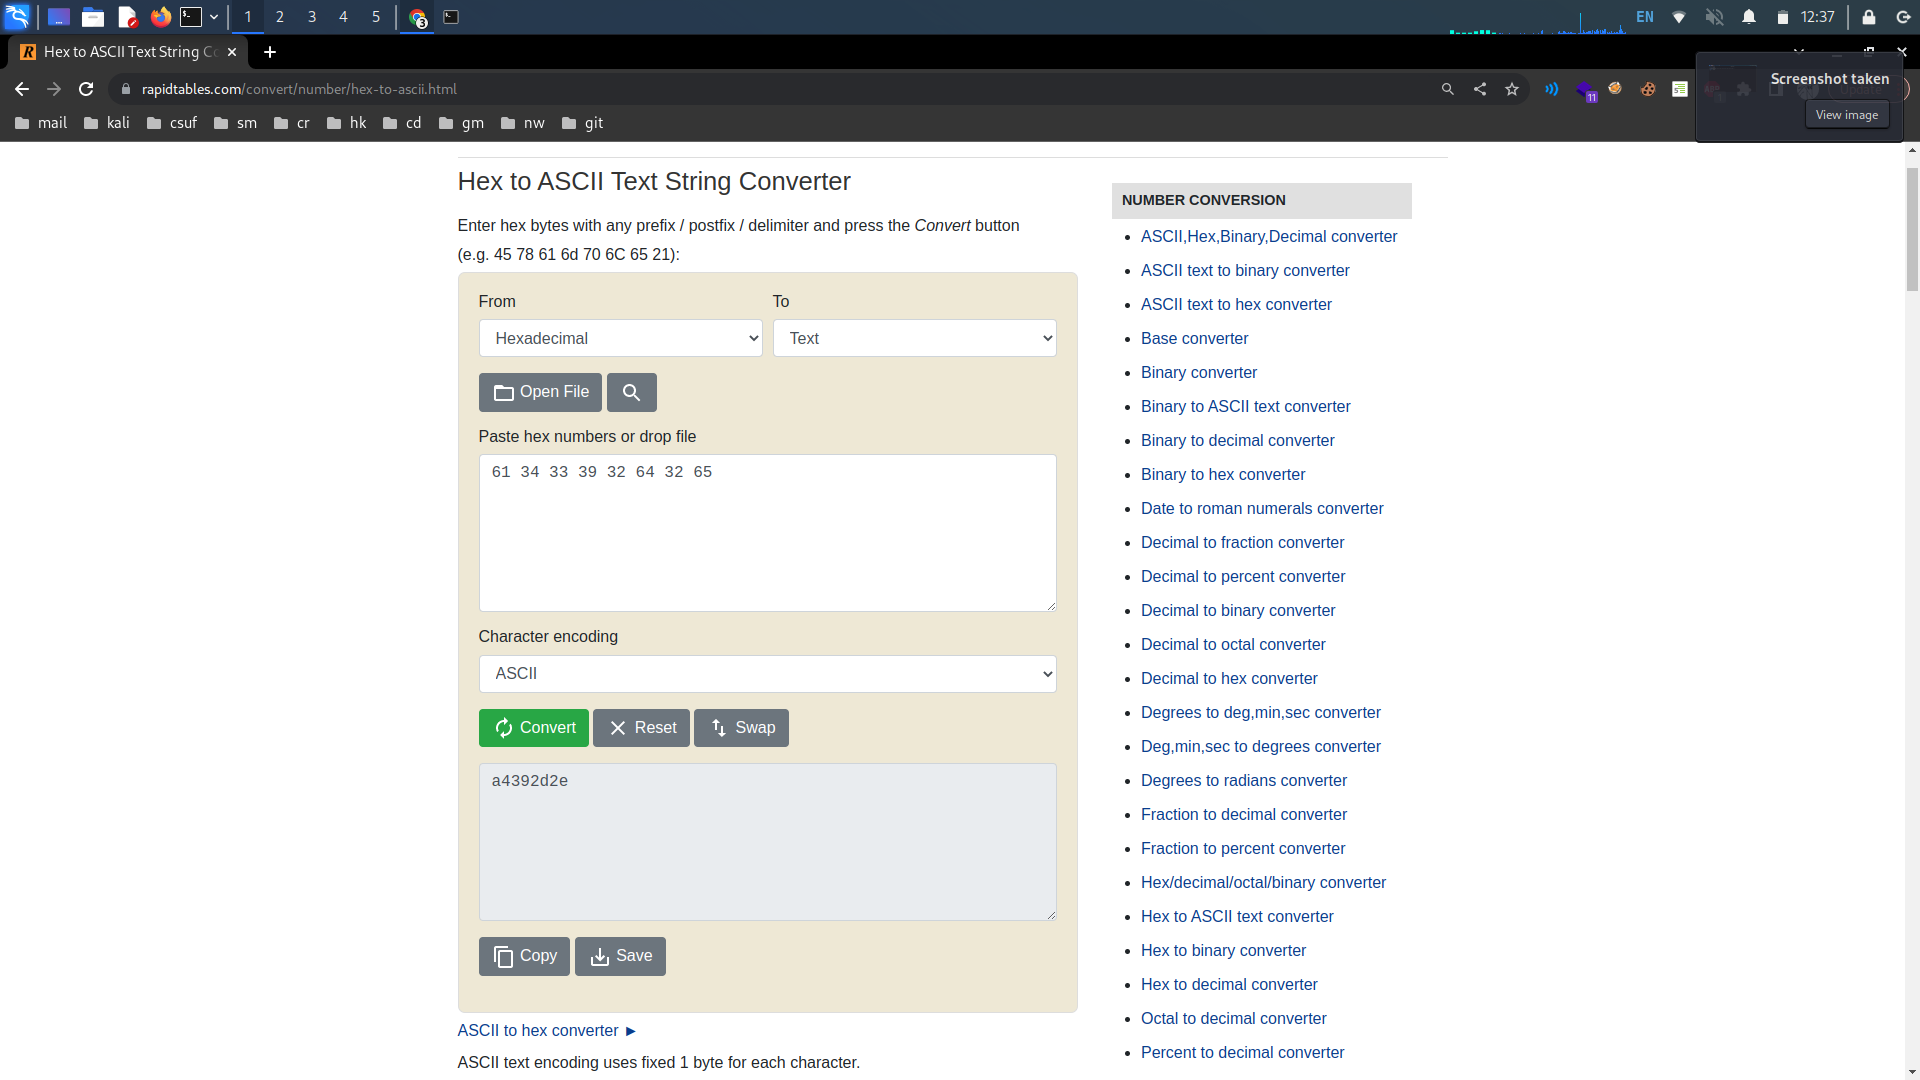 1 2 3 4 5 3 EN 12:37
Hex to ASCII Text String Co
rapidtables.com/convert/number/hex-to-ascii.html
11
Screenshot taken
View image
mail kali csuf sm cr hk cd gm nw git
Hex to ASCII Text String Converter
Enter hex bytes with any prefix / postfix / delimiter and press the Convert button
(e.g. 45 78 61 6d 70 6C 65 21):
From To
Hexadecimal Text
Open File
Paste hex numbers or drop file
61 34 33 39 32 64 32 65
Character encoding
ASCII
Convert Reset Swap
a4392d2e
Copy Save
ASCII to hex converter ►
ASCII text encoding uses fixed 1 byte for each character.
NUMBER CONVERSION
• ASCII,Hex,Binary,Decimal converter
• ASCII text to binary converter
• ASCII text to hex converter
• Base converter
• Binary converter
• Binary to ASCII text converter
• Binary to decimal converter
• Binary to hex converter
• Date to roman numerals converter
• Decimal to fraction converter
• Decimal to percent converter
• Decimal to binary converter
• Decimal to octal converter
• Decimal to hex converter
• Degrees to deg,min,sec converter
• Deg,min,sec to degrees converter
• Degrees to radians converter
• Fraction to decimal converter
• Fraction to percent converter
• Hex/decimal/octal/binary converter
• Hex to ASCII text converter
• Hex to binary converter
• Hex to decimal converter
• Octal to decimal converter
• Percent to decimal converter